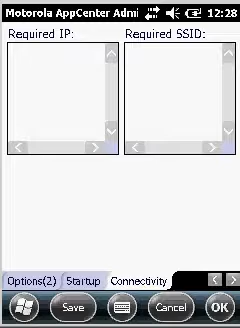 Motorola AppCenter Admi 12:28
Required IP: Required SSID:
Options(2) Startup Connectivity
Save Cancel OK